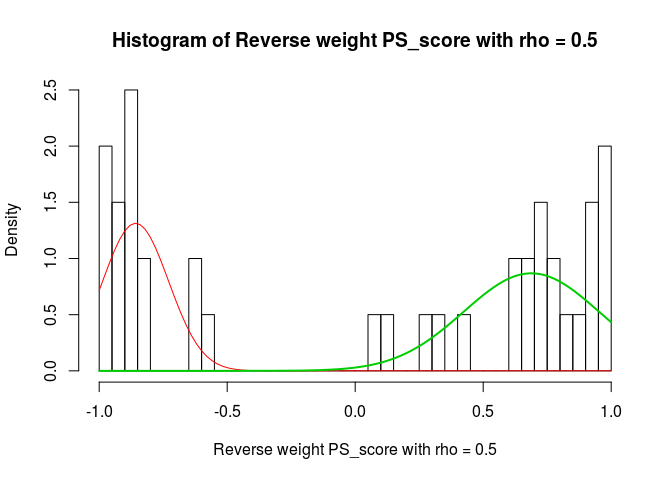 Histogram of Reverse weight PS_score with rho = 0.5
Density
2.5
2.0
1.5
1.0
0.5
0.0
-1.0 -0.5 0.0 0.5 1.0
Reverse weight PS_score with rho = 0.5